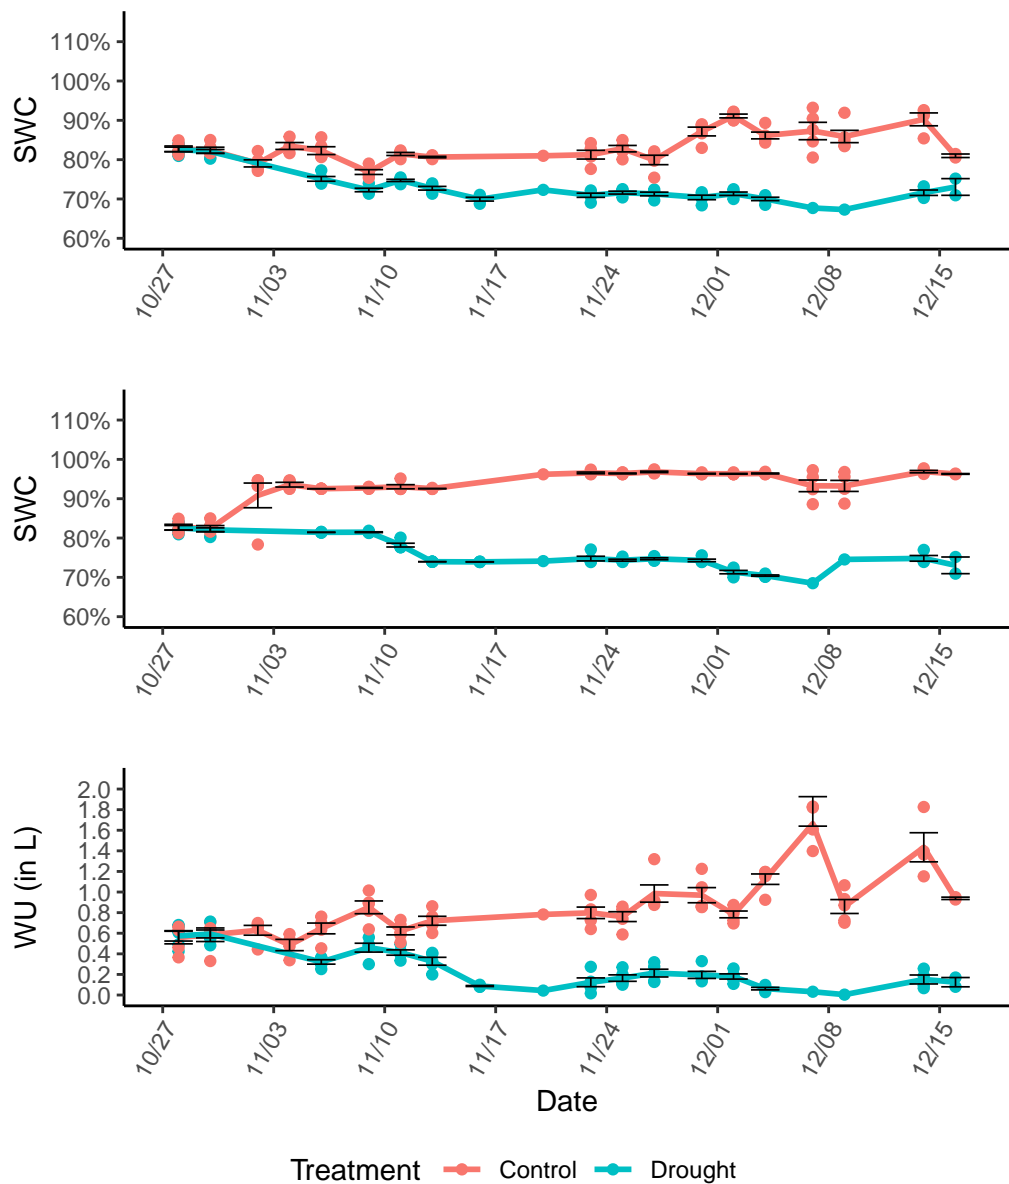 SWC
110%
100%
90%
80%
70%
60%
10/27 11/03 11/10 11/17 11/24 12/01 12/08 12/15
SWC
110%
100%
90%
80%
70%
60%
10/27 11/03 11/10 11/17 11/24 12/01 12/08 12/15
WU (in L)
2.0
1.8
1.6
1.4
1.2
1.0
0.8
0.6
0.4
0.2
0.0
10/27 11/03 11/10 11/17 11/24 12/01 12/08 12/15
Date
Treatment Control Drought